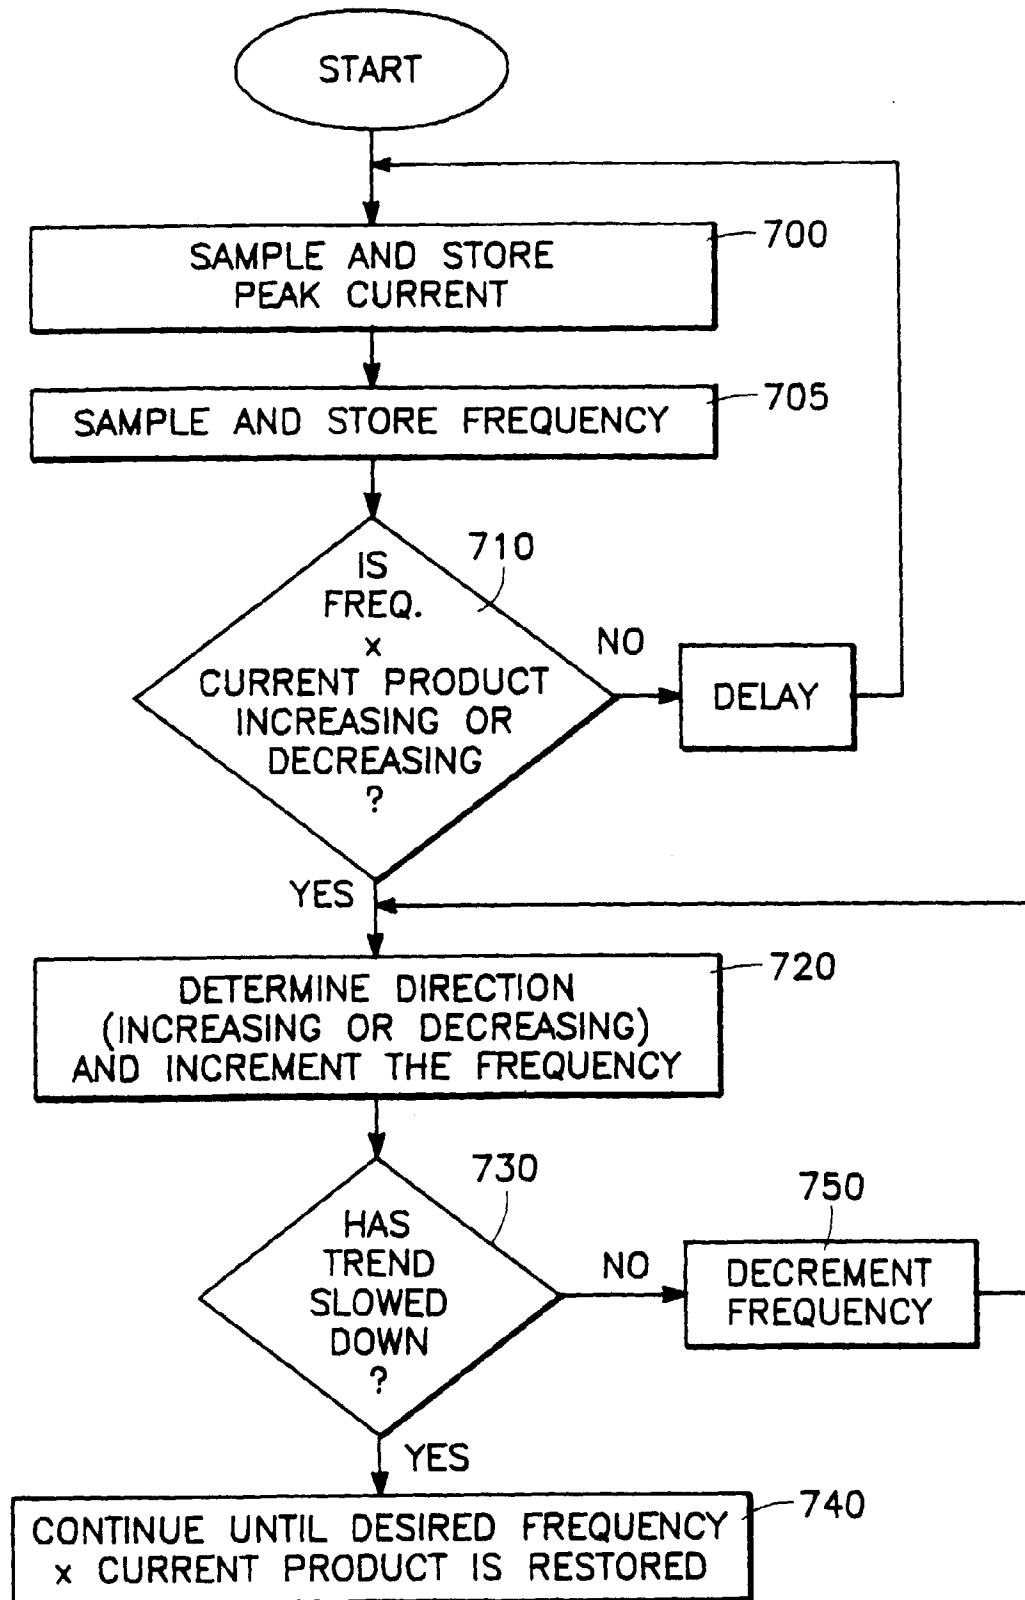 START
700
SAMPLE AND STORE
PEAK CURRENT
705
SAMPLE AND STORE FREQUENCY
710
IS
FREQ.
x
CURRENT PRODUCT
INCREASING OR
DECREASING
?
NO
DELAY
YES
720
DETERMINE DIRECTION
(INCREASING OR DECREASING)
AND INCREMENT THE FREQUENCY
730
HAS
TREND
SLOWED
DOWN
?
NO
750
DECREMENT
FREQUENCY
YES
740
CONTINUE UNTIL DESIRED FREQUENCY
x CURRENT PRODUCT IS RESTORED